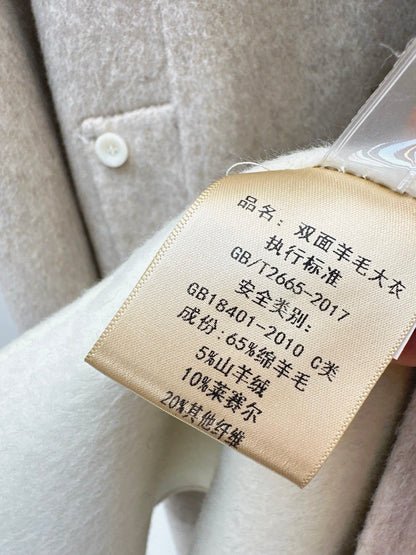 品名：双面羊毛大衣
执行标准
GB/T2665-2017
安全类别:
GB18401-2010 C类
成份: 65%绵羊毛
5%山羊绒
10%莱赛尔
20%其他纤维